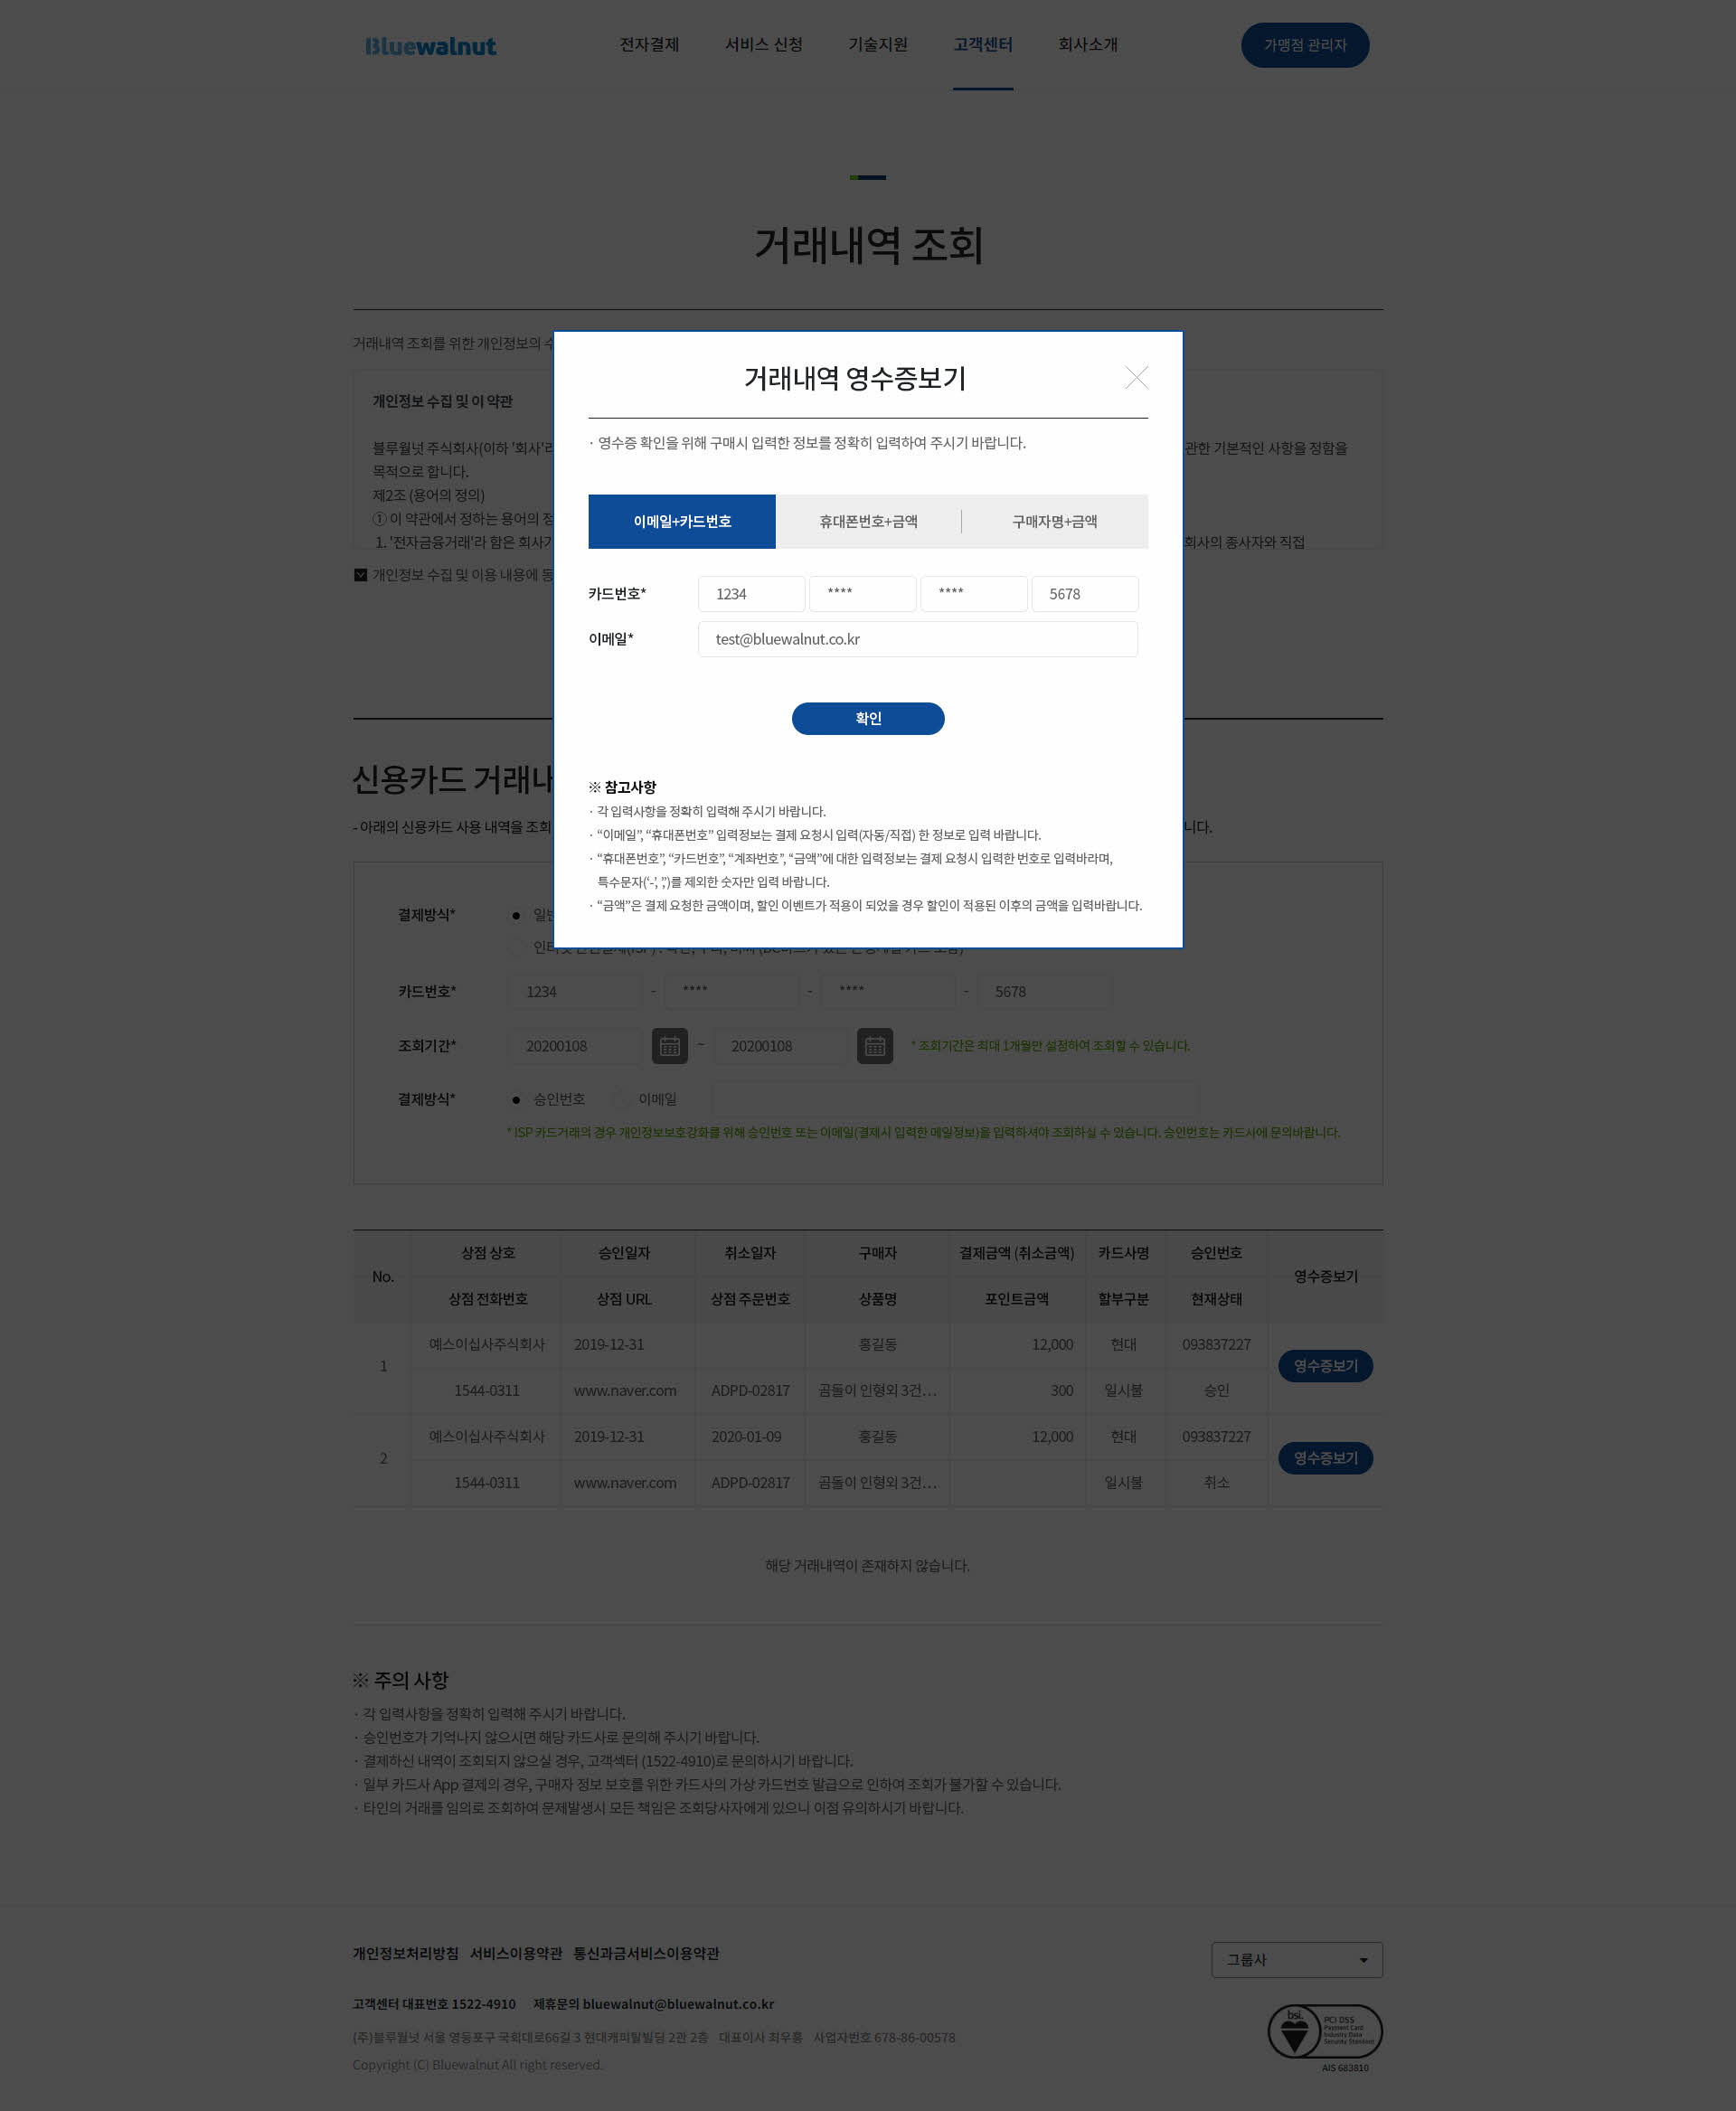 Bluewalnut
전자결제
서비스 신청
기술지원
고객센터
회사소개
가맹점 관리자
거래내역 조회
거래내역 조회를 위한 개인정보의
개인정보 수집 및 이 약관
블루월넛 주식회사(이하 '회사' 관한 기본적인 사항을 정함을
목적으로 합니다.
제2조 (용어의 정의)
① 이 약관에서 정하는 용어의
1. '전자금융거래'라 함은 회사가 회사의 종사자와 직접
개인정보 수집 및 이용 내용에
거래내역 영수증보기
· 영수증 확인을 위해 구매시 입력한 정보를 정확히 입력하여 주시기 바랍니다.
이메일+카드번호
휴대폰번호+금액
구매자명+금액
카드번호* 1234 **** **** 5678
이메일* test@bluewalnut.co.kr
확인
※ 참고사항
· 각 입력사항을 정확히 입력해 주시기 바랍니다.
· “이메일”, “휴대폰번호” 입력정보는 결제 요청시 입력(자동/직접) 한 정보로 입력 바랍니다.
· “휴대폰번호”, “카드번호”, “계좌번호”, “금액”에 대한 입력정보는 결제 요청시 입력한 번호로 입력바라며,
특수문자(‘-’, ‚’)를 제외한 숫자만 입력 바랍니다.
· “금액”은 결제 요청한 금액이며, 할인 이벤트가 적용이 되었을 경우 할인이 적용된 이후의 금액을 입력바랍니다.
신용카드
- 아래의 신용카드 사용 내역을 조회
결제방식*
카드번호* 1234 - **** - **** - 5678
조회기간* 20200108 ~ 20200108 * 조회기간은 최대 1개월만 설정하여 조회할 수 있습니다.
결제방식* 승인번호 이메일
* ISP 카드거래의 경우 개인정보보호강화를 위해 승인번호 또는 이메일(결제시 입력한 메일정보)을 입력하셔야 조회하실 수 있습니다. 승인번호는 카드사에 문의바랍니다.
No. 상점 상호 승인일자 취소일자 구매자 결제금액 (취소금액) 카드사명 승인번호 영수증보기
상점 전화번호 상점 URL 상점 주문번호 상품명 포인트금액 할부구분 현재상태
1 예스이십사주식회사 2019-12-31 홍길동 12,000 현대 093837227 영수증보기
1544-0311 www.naver.com ADPD-02817 곰돌이 인형외 3건… 300 일시불 승인
2 예스이십사주식회사 2019-12-31 2020-01-09 홍길동 12,000 현대 093837227 영수증보기
1544-0311 www.naver.com ADPD-02817 곰돌이 인형외 3건… 일시불 취소
해당 거래내역이 존재하지 않습니다.
※ 주의 사항
· 각 입력사항을 정확히 입력해 주시기 바랍니다.
· 승인번호가 기억나지 않으시면 해당 카드사로 문의해 주시기 바랍니다.
· 결제하신 내역이 조회되지 않으실 경우, 고객섹터 (1522-4910)로 문의하시기 바랍니다.
· 일부 카드사 App 결제의 경우, 구매자 정보 보호를 위한 카드사의 가상 카드번호 발급으로 인하여 조회가 불가할 수 있습니다.
· 타인의 거래를 임의로 조회하여 문제발생시 모든 책임은 조회당사자에게 있으니 이점 유의하시기 바랍니다.
개인정보처리방침 서비스이용약관 통신과금서비스이용약관
그룹사
고객센터 대표번호 1522-4910 제휴문의 bluewalnut@bluewalnut.co.kr
(주)블루월넛 서울 영등포구 국회대로66길 3 현대캐피탈빌딩 2관 2층 대표이사 최우홍 사업자번호 678-86-00578
Copyright (C) Bluewalnut All right reserved.
bsi.
PCI DSS
Payment Card
Industry Data
Security Standard
AIS 683810